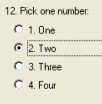 12. Pick one number:
1. One
2. Two
3. Three
4. Four